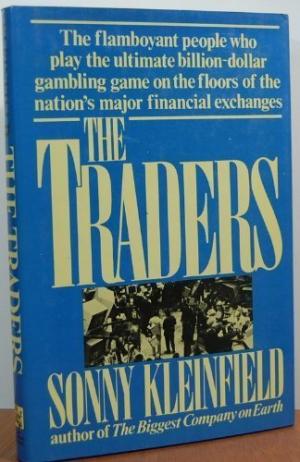 The flamboyant people who
play the ultimate billion-dollar
gambling game on the floors of the
nation's major financial exchanges
THE
TRADERS
SONNY KLEINFIELD
author of The Biggest Company on Earth
THE TRADERS